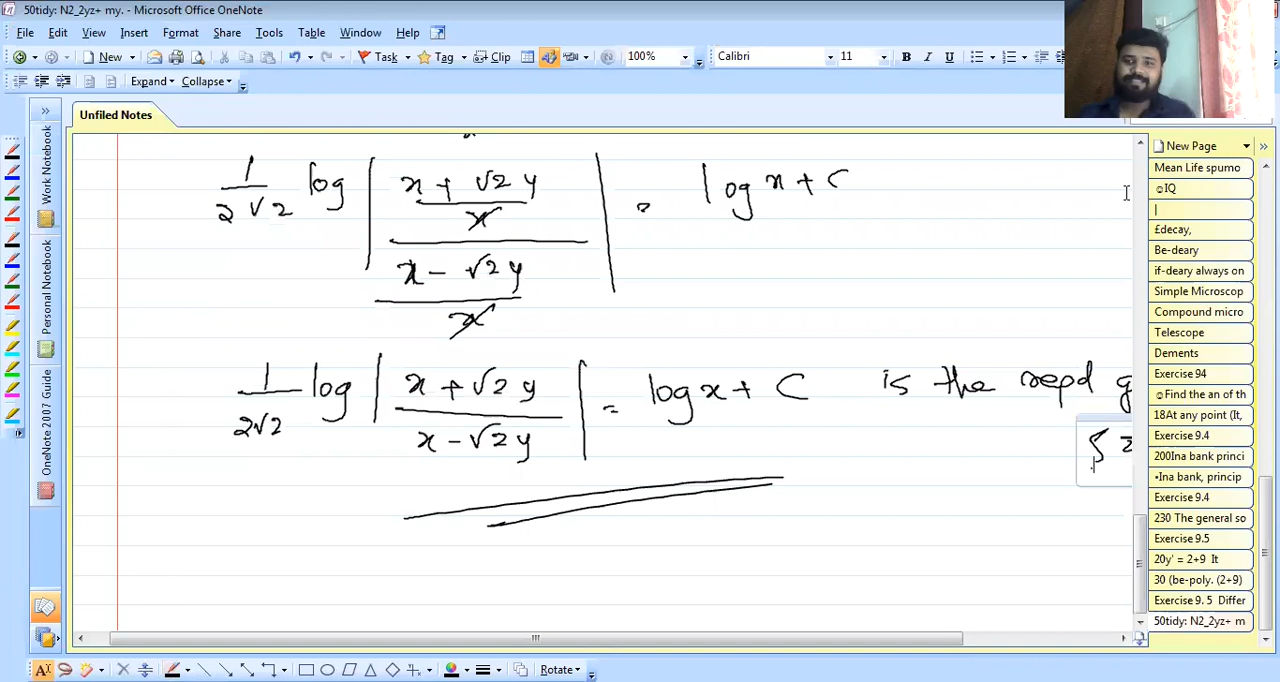 50tidy: N2_2yz+ my. - Microsoft Office OneNote
File Edit View Insert Format Share Tools Table Window Help
New Task Tag Clip 100% Calibri 11 B I U
Expand Collapse
Unfiled Notes
New Page
Work Notebook
Personal Notebook
OneNote 2007 Guide
1/2√2 log | (x + √2 y / x) / (x - √2 y / x) | = log x + C
1/2√2 log | x + √2 y / x - √2 y | = log x + C is the reqd g
Mean Life spumo
☺IQ
|
£decay,
Be-deary
if-deary always on
Simple Microscop
Compound micro
Telescope
Dements
Exercise 94
☺Find the an of th
18At any point (It,
Exercise 9.4
200Ina bank princi
•Ina bank, princip
Exercise 9.4
230 The general so
Exercise 9.5
20y' = 2+9 It
30 (be-poly. (2+9)
Exercise 9. 5 Differ
50tidy: N2_2yz+ m
Rotate